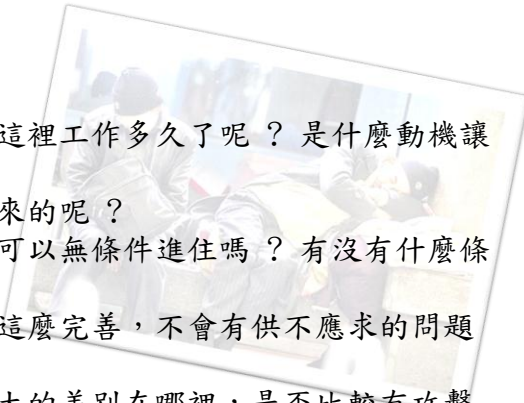 這裡工作多久了呢 ? 是什麼動機讓
來的呢 ?
可以無條件進住嗎 ? 有沒有什麼條
這麼完善，不會有供不應求的問題
士的差別在哪裡，是否比較有攻擊